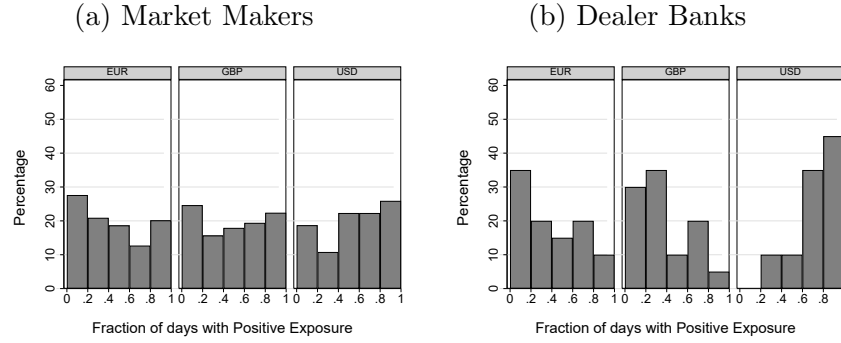 (a) Market Makers
(b) Dealer Banks
EUR GBP USD
60
50
40
30
20
10
0
Percentage
0 .2 .4 .6 .8 1 0 .2 .4 .6 .8 1 0 .2 .4 .6 .8 1
Fraction of days with Positive Exposure
EUR GBP USD
60
50
40
30
20
10
0
Percentage
0 .2 .4 .6 .8 1 0 .2 .4 .6 .8 1 0 .2 .4 .6 .8
Fraction of days with Positive Exposure